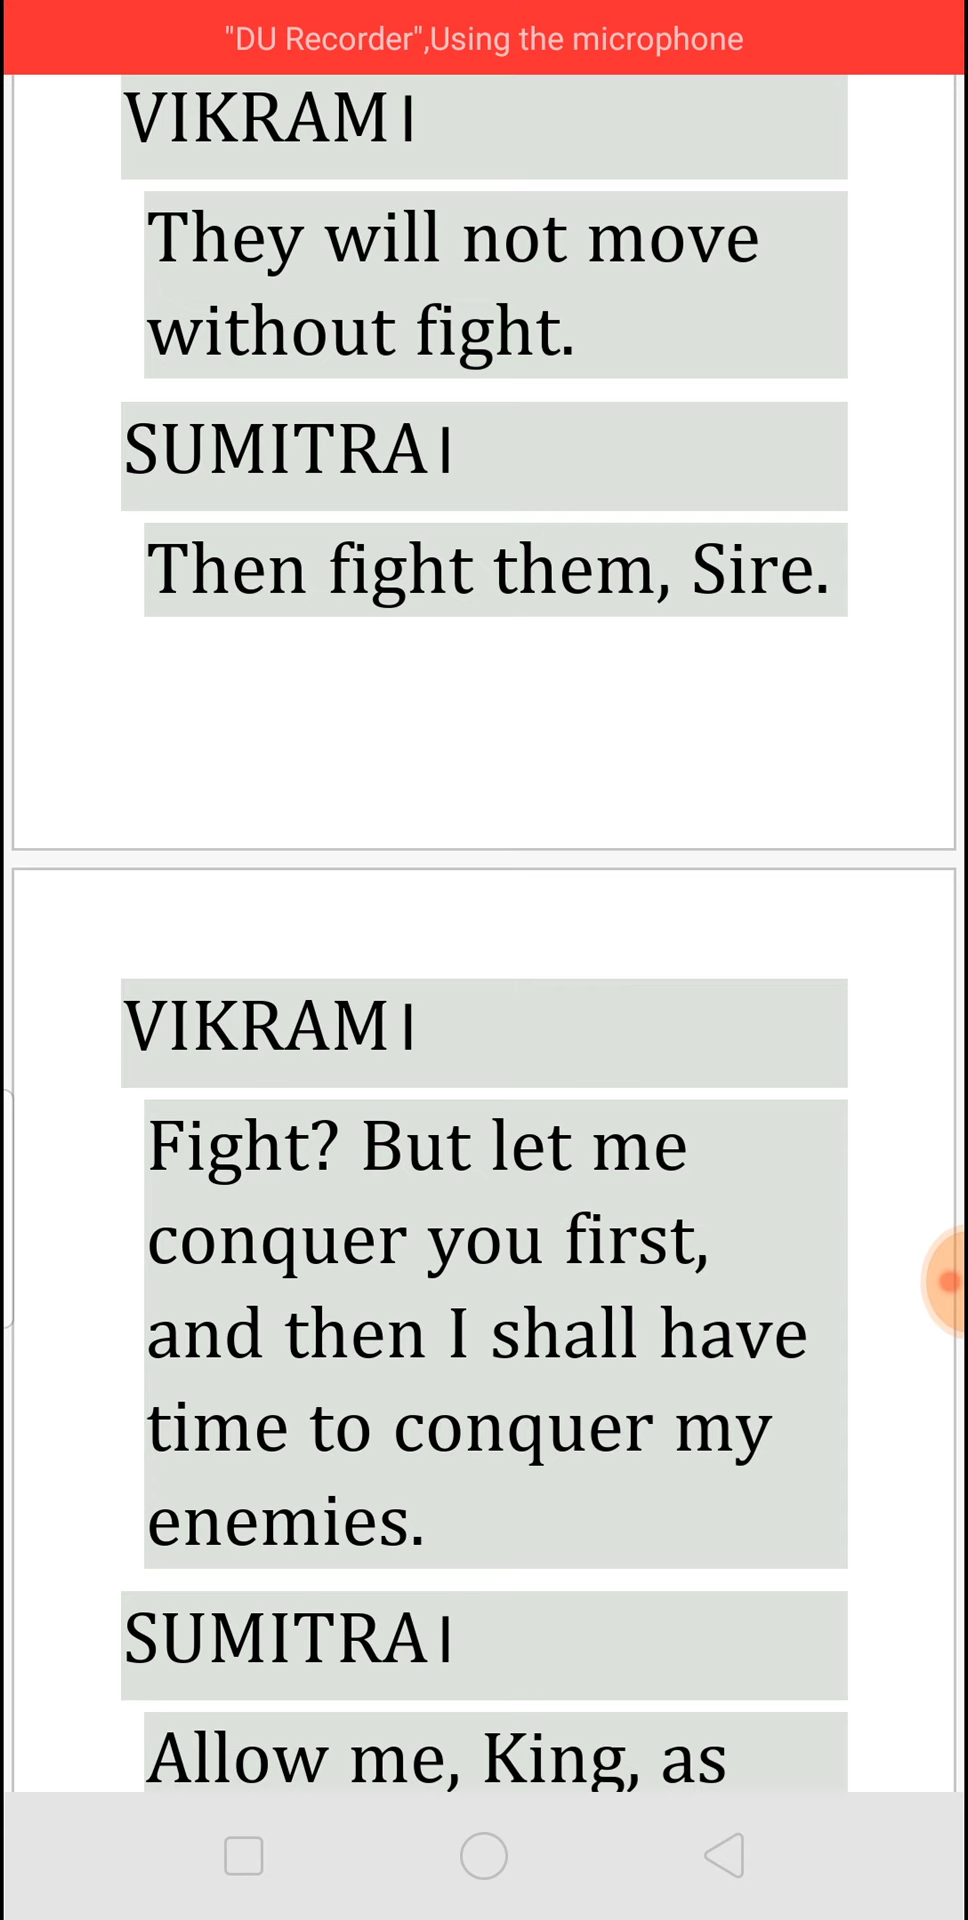 "DU Recorder",Using the microphone
VIKRAM।
They will not move
without fight.
SUMITRA।
Then fight them, Sire.
VIKRAM।
Fight? But let me
conquer you first,
and then I shall have
time to conquer my
enemies.
SUMITRA।
Allow me, King, as